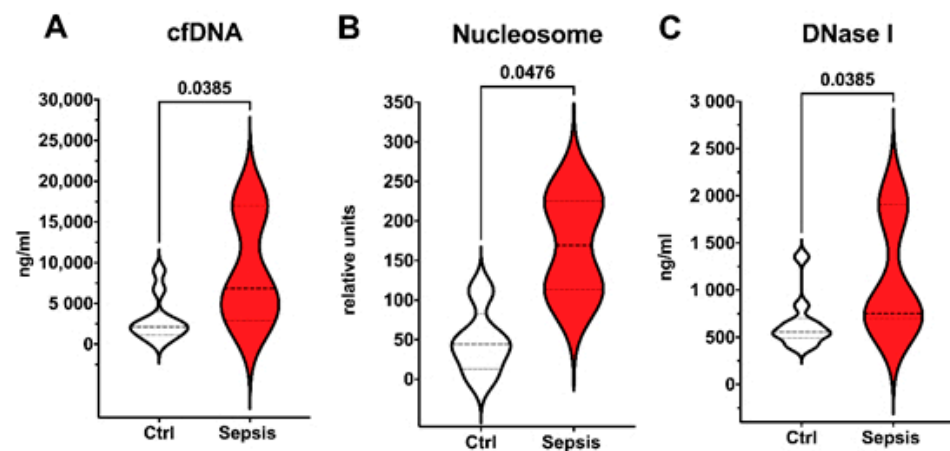 A
cfDNA
0.0385
30,000
25,000
20,000
15,000
10,000
5 000
0
ng/ml
Ctrl
Sepsis
B
Nucleosome
0.0476
350
300
250
200
150
100
50
0
relative units
Ctrl
Sepsis
C
DNase I
0.0385
3 000
2 500
2 000
1 500
1 000
500
0
ng/ml
Ctrl
Sepsis